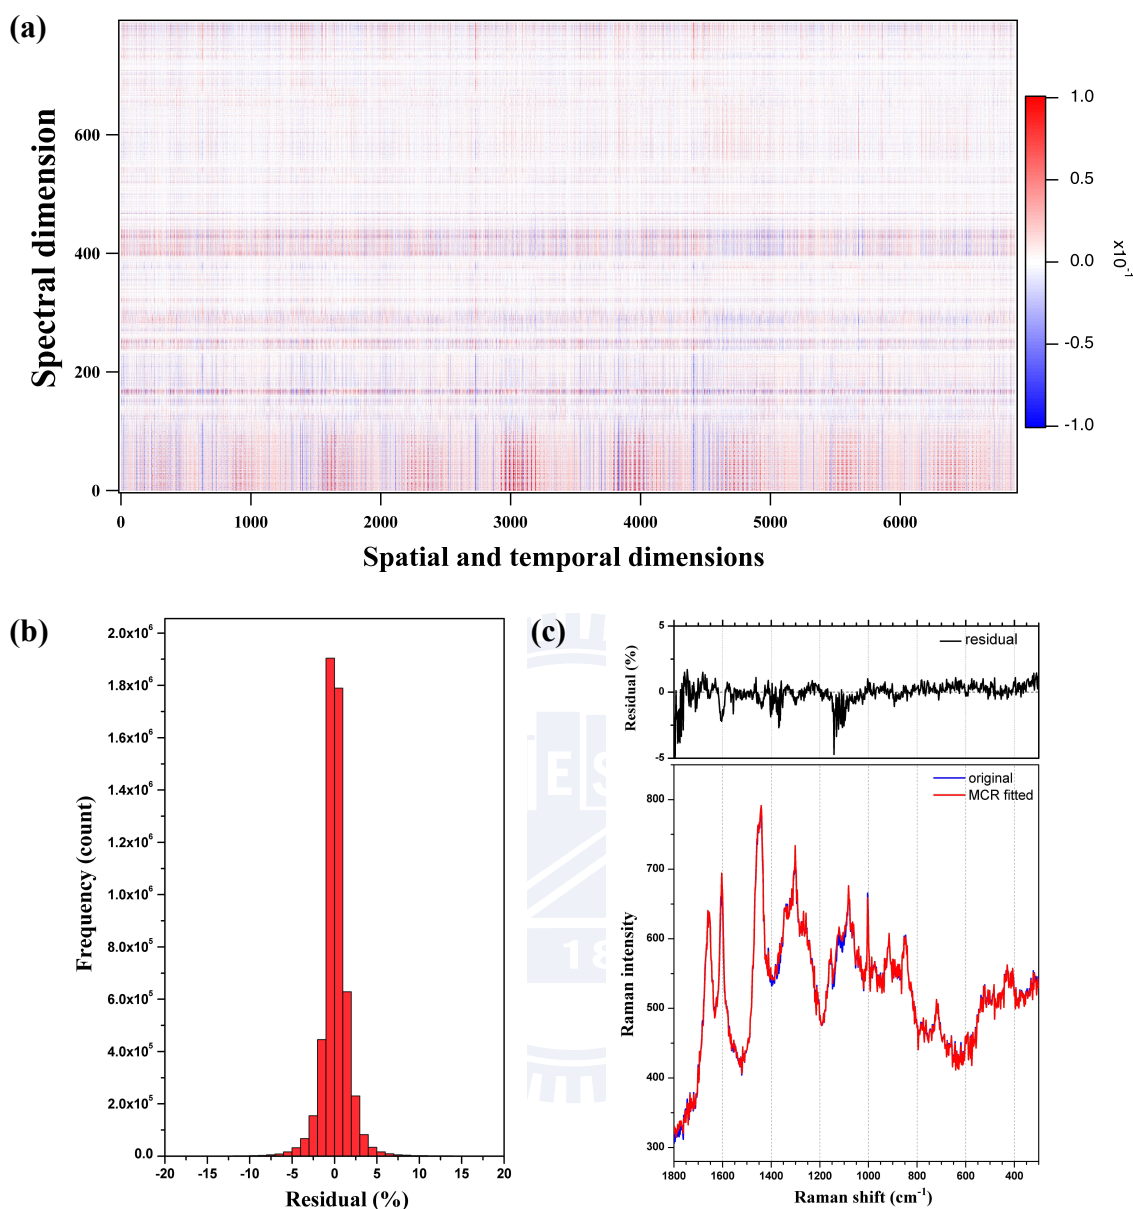 (a)
Spectral dimension
600
400
200
0
0
1000
2000
3000
4000
5000
6000
Spatial and temporal dimensions
1.0
0.5
0.0
-0.5
-1.0
x10⁻¹
(b)
Frequency (count)
2.0x10⁶
1.8x10⁶
1.6x10⁶
1.4x10⁶
1.2x10⁶
1.0x10⁶
8.0x10⁵
6.0x10⁵
4.0x10⁵
2.0x10⁵
0.0
-20
-15
-10
-5
0
5
10
15
20
Residual (%)
ES
18
(c)
Residual (%)
5
0
-5
residual
Raman intensity
800
700
600
500
400
300
original
MCR fitted
1800
1600
1400
1200
1000
800
600
400
Raman shift (cm⁻¹)